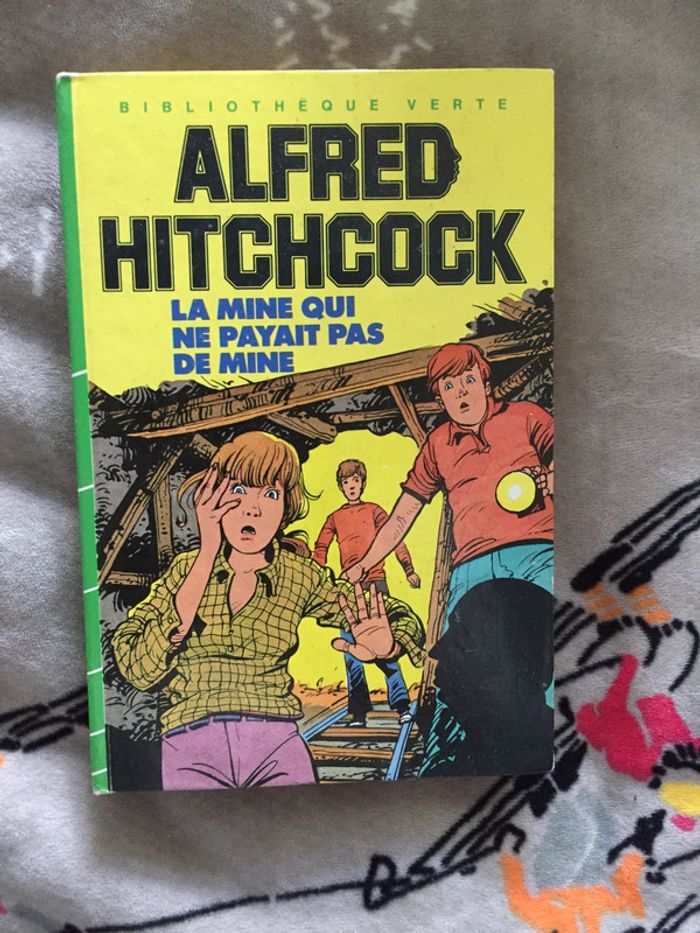 BIBLIOTHÈQUE VERTE
ALFRED
HITCHCOCK
LA MINE QUI
NE PAYAIT PAS
DE MINE